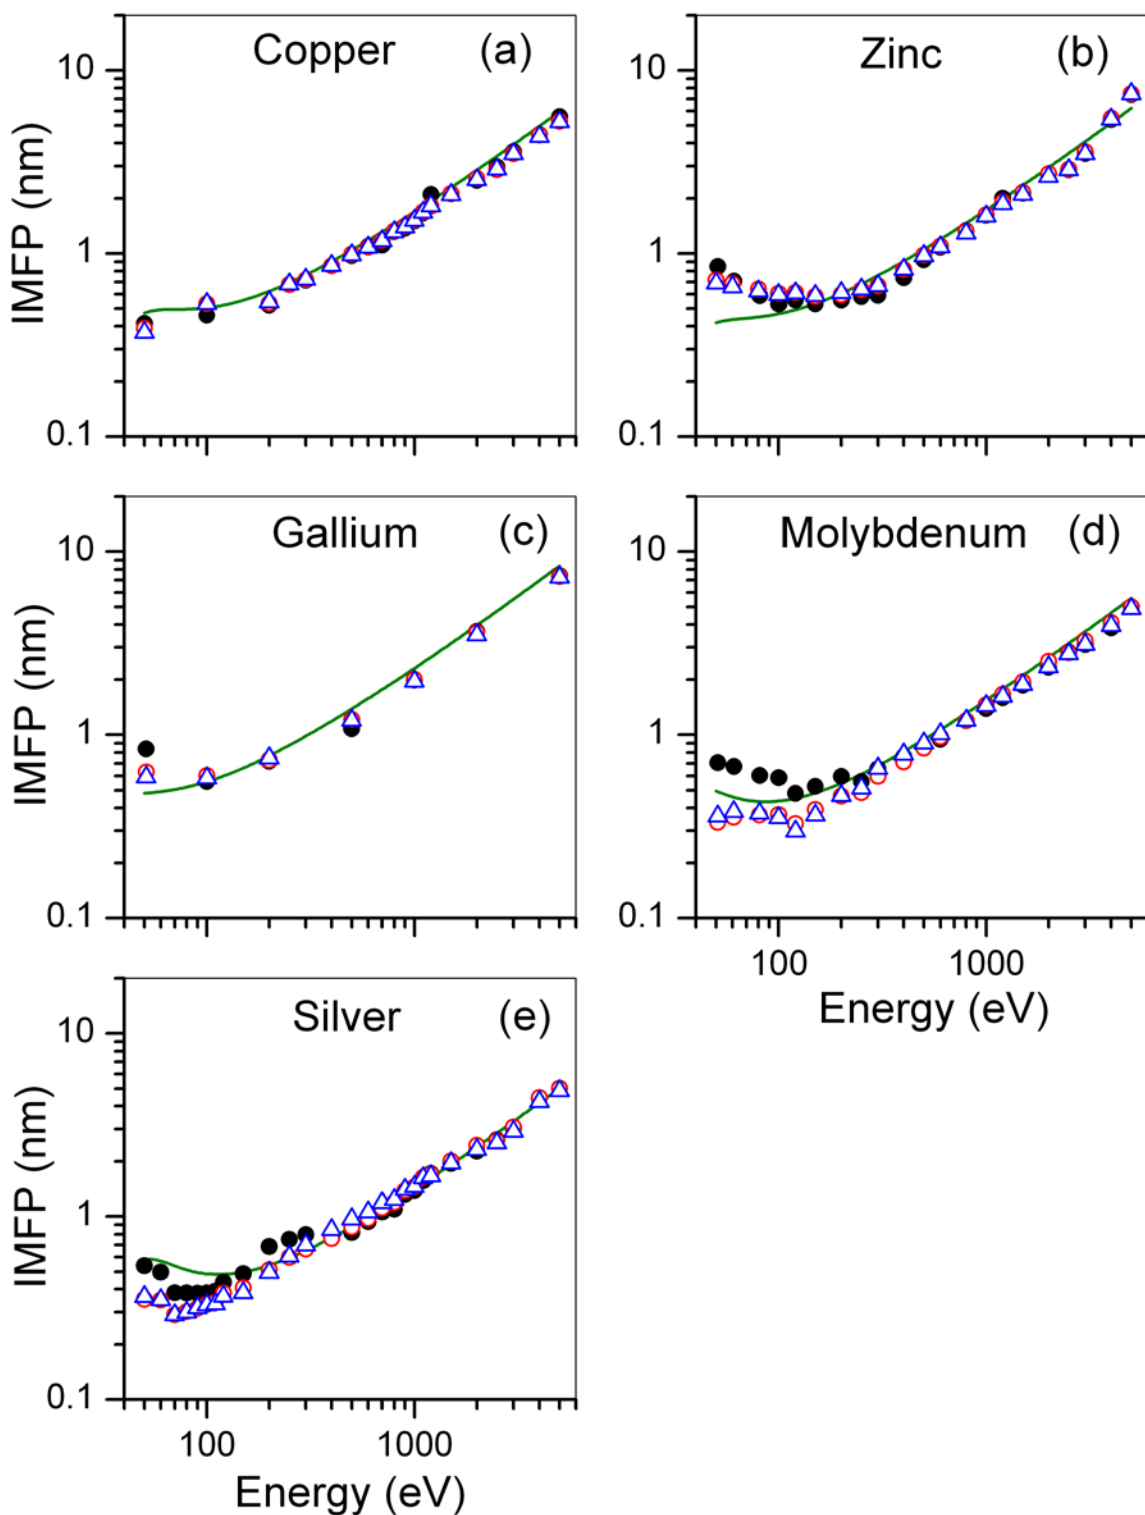 Copper (a)
10
1
0.1
IMFP (nm)
Zinc (b)
10
1
0.1
Gallium (c)
10
1
0.1
IMFP (nm)
Molybdenum (d)
10
1
0.1
100 1000
Energy (eV)
Silver (e)
10
1
0.1
IMFP (nm)
100 1000
Energy (eV)